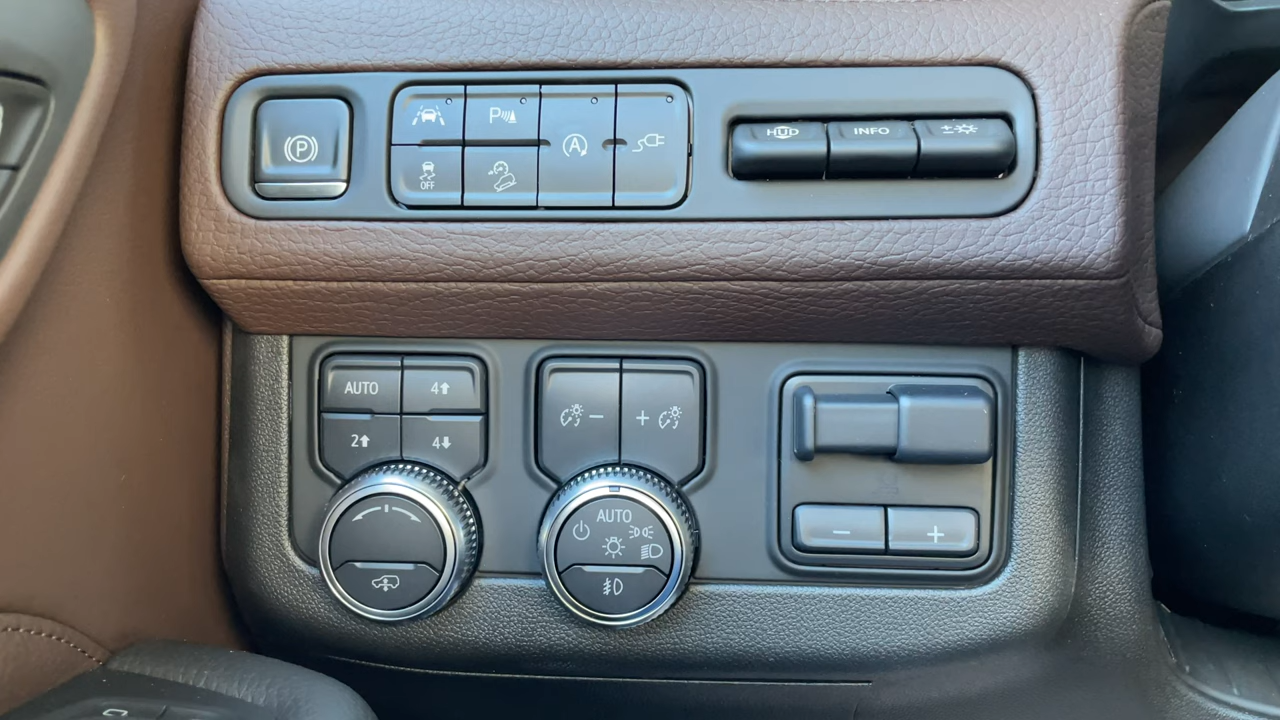 HUD INFO
P
(P) A
OFF
AUTO 4
2 4
- +
AUTO
- +